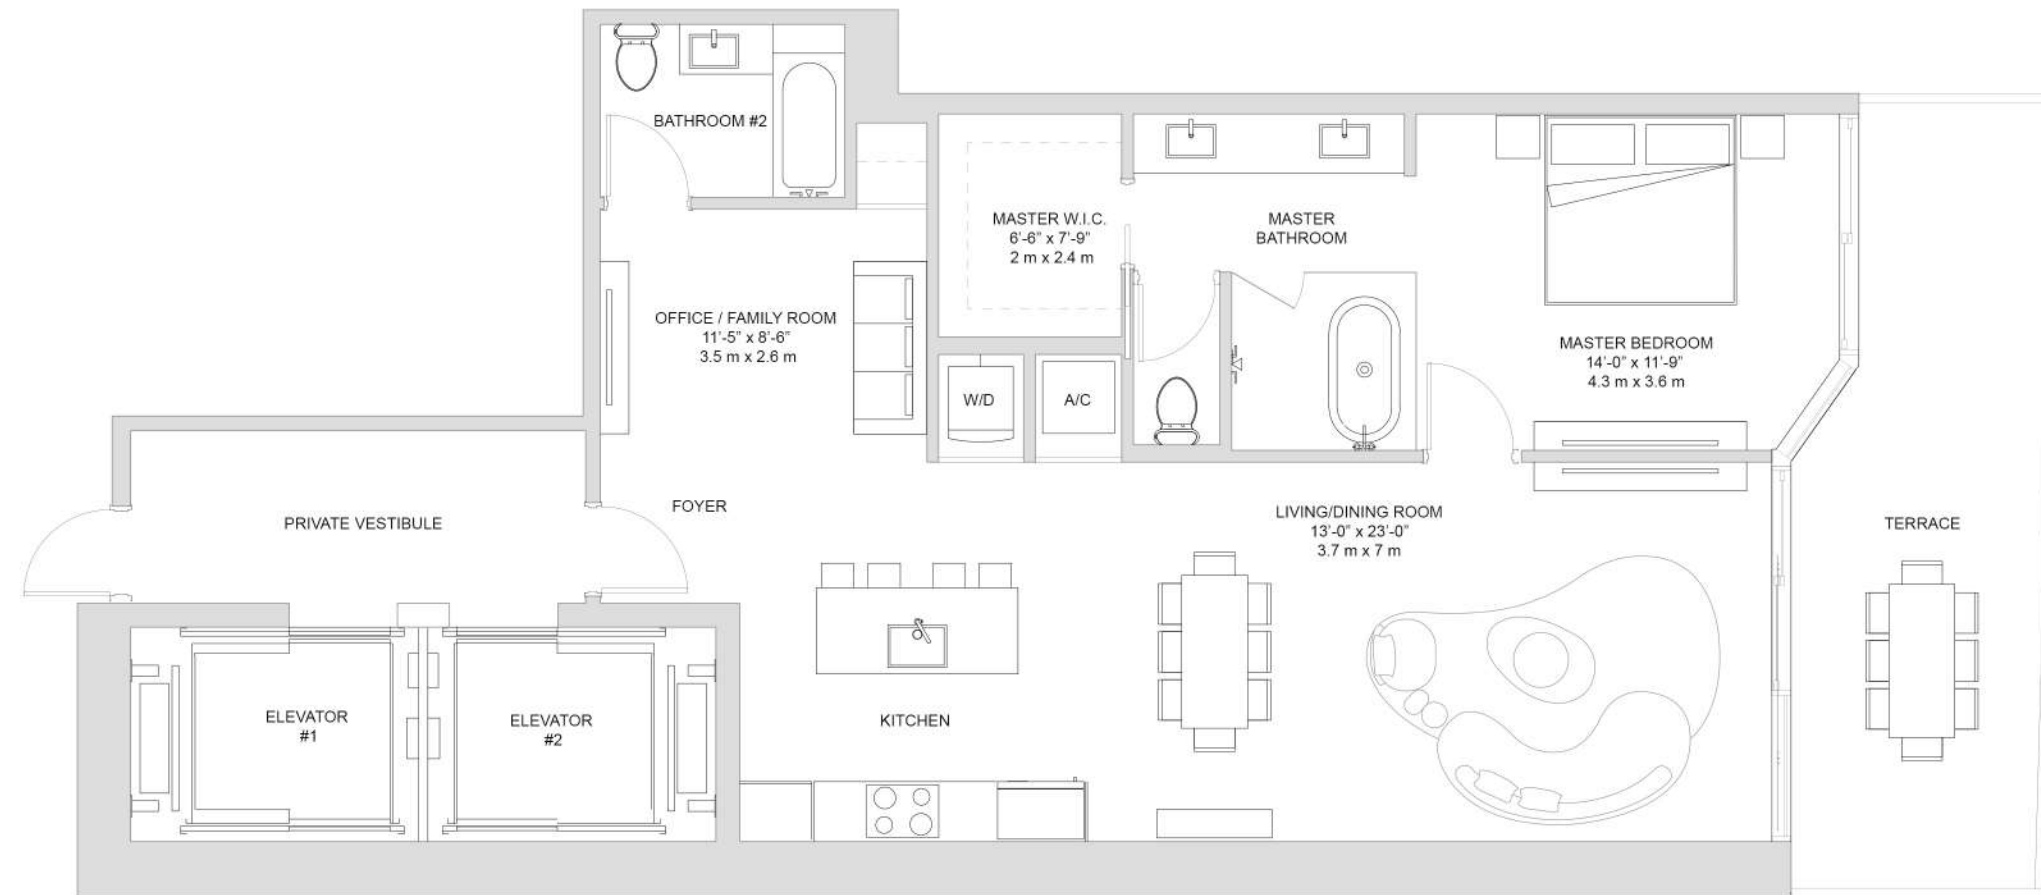 BATHROOM #2
MASTER W.I.C.
6'-6" x 7'-9"
2 m x 2.4 m
MASTER
BATHROOM
OFFICE / FAMILY ROOM
11'-5" x 8'-6"
3.5 m x 2.6 m
MASTER BEDROOM
14'-0" x 11'-9"
4.3 m x 3.6 m
W/D
A/C
FOYER
PRIVATE VESTIBULE
LIVING/DINING ROOM
13'-0" x 23'-0"
3.7 m x 7 m
TERRACE
ELEVATOR
#1
ELEVATOR
#2
KITCHEN